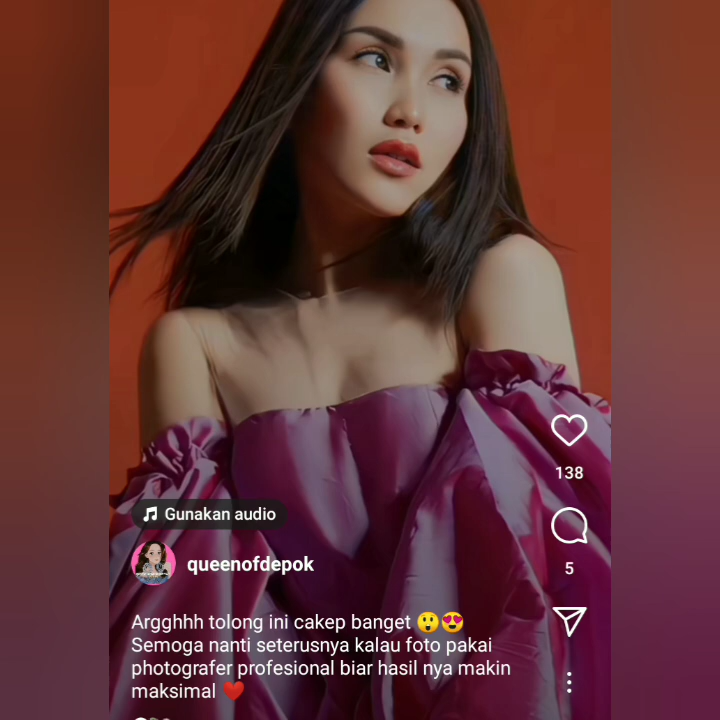 138
5
Gunakan audio
queenofdepok
Argghhh tolong ini cakep banget 😲😍
Semoga nanti seterusnya kalau foto pakai
photografer profesional biar hasil nya makin
maksimal ❤️